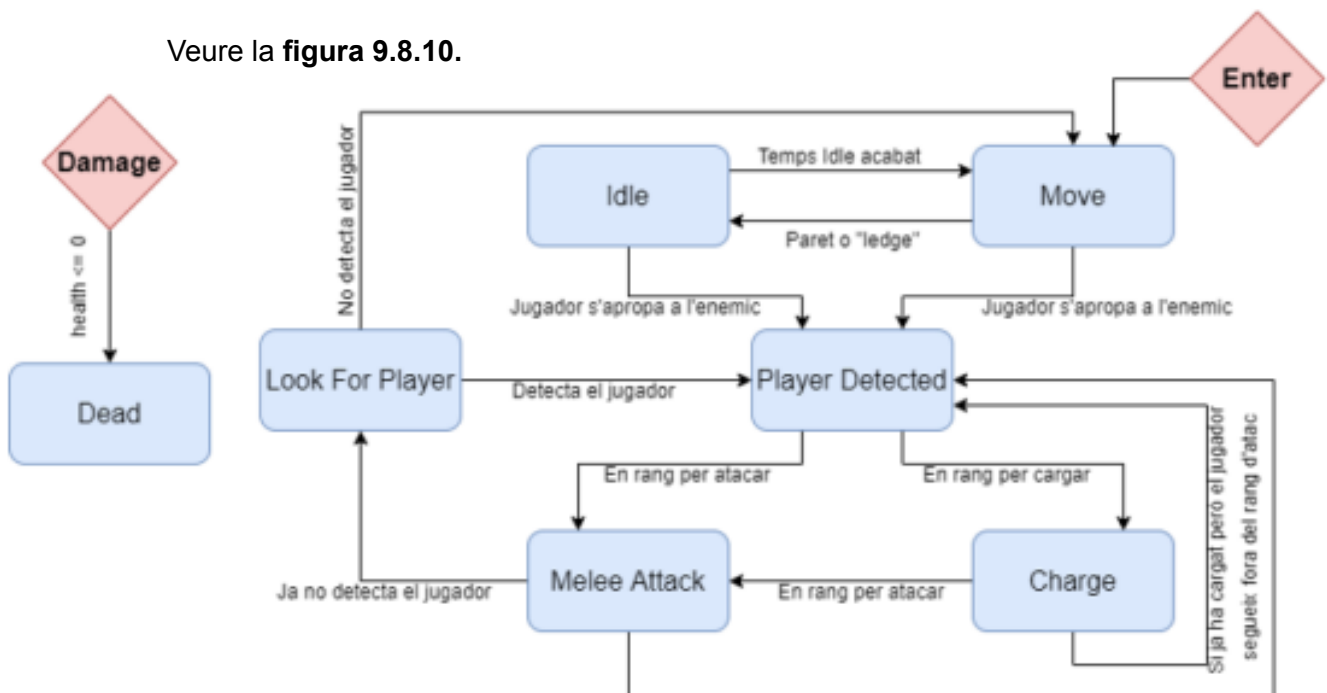 Veure la figura 9.8.10.
Enter
Damage
health <= 0
Dead
No detecta el jugador
Idle
Temps Idle acabat
Move
Paret o "ledge"
Jugador s'apropa a l'enemic
Jugador s'apropa a l'enemic
Look For Player
Detecta el jugador
Player Detected
En rang per atacar
En rang per cargar
Si ja ha cargat però el jugador
segueix fora del rang d'atac
Ja no detecta el jugador
Melee Attack
En rang per atacar
Charge